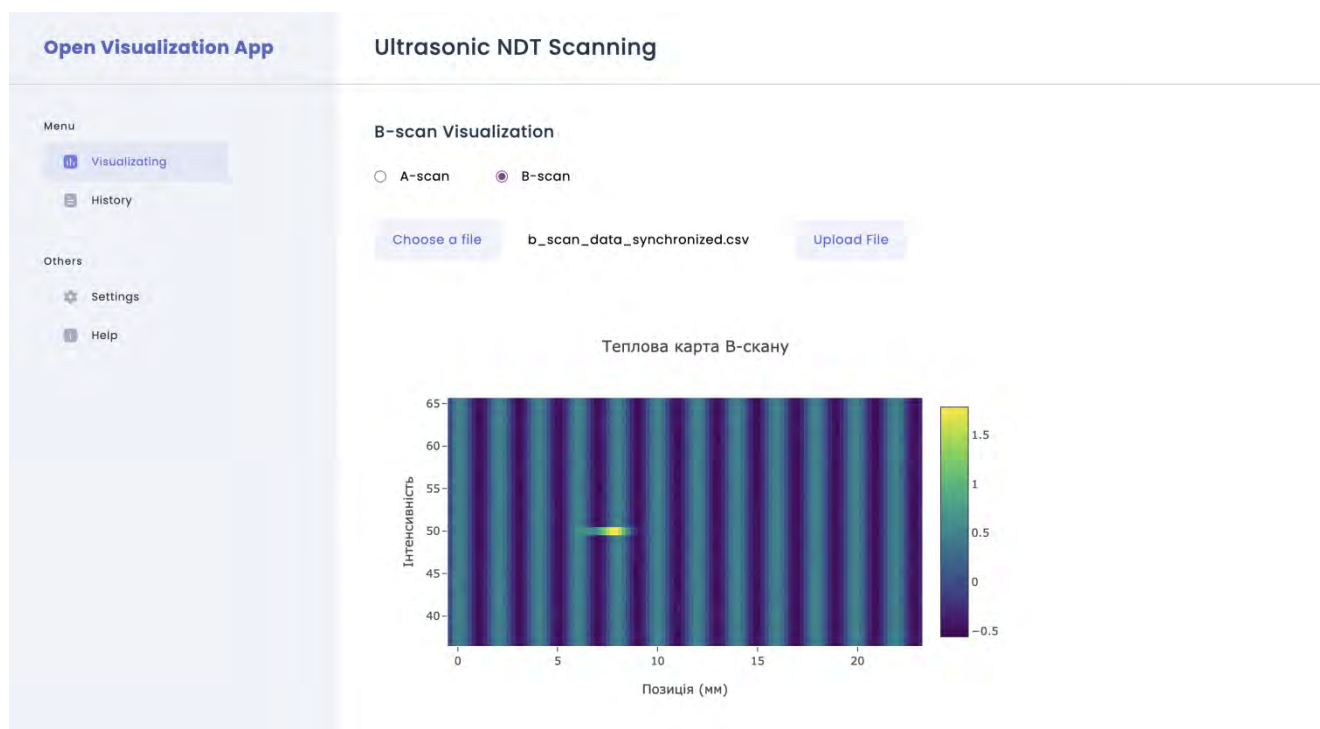 Open Visualization App
Ultrasonic NDT Scanning
Menu
Visualizating
History
Others
Settings
Help
B-scan Visualization
A-scan B-scan
Choose a file b_scan_data_synchronized.csv Upload File
Теплова карта B-скану
65
60
55
50
45
40
Інтенсивність
0 5 10 15 20
Позиція (мм)
1.5
1
0.5
0
−0.5